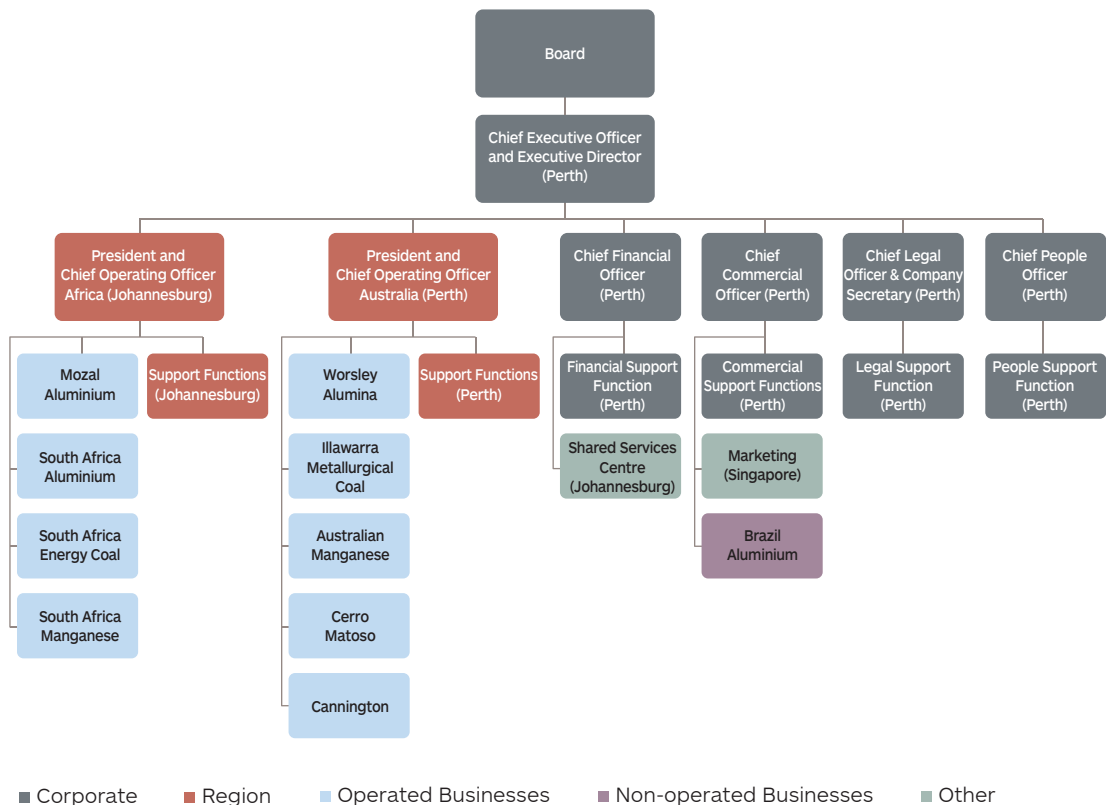 Board
Chief Executive Officer
and Executive Director
(Perth)
President and
Chief Operating Officer
Africa (Johannesburg)
President and
Chief Operating Officer
Australia (Perth)
Chief Financial
Officer
(Perth)
Chief
Commercial
Officer (Perth)
Chief Legal
Officer & Company
Secretary (Perth)
Chief People
Officer
(Perth)
Mozal
Aluminium
Support Functions
(Johannesburg)
Worsley
Alumina
Support Functions
(Perth)
Financial Support
Function
(Perth)
Commercial
Support Functions
(Perth)
Legal Support
Function
(Perth)
People Support
Function
(Perth)
South Africa
Aluminium
Illawarra
Metallurgical
Coal
Shared Services
Centre
(Johannesburg)
Marketing
(Singapore)
South Africa
Energy Coal
Australian
Manganese
Brazil
Aluminium
South Africa
Manganese
Cerro
Matoso
Cannington
Corporate
Region
Operated Businesses
Non-operated Businesses
Other